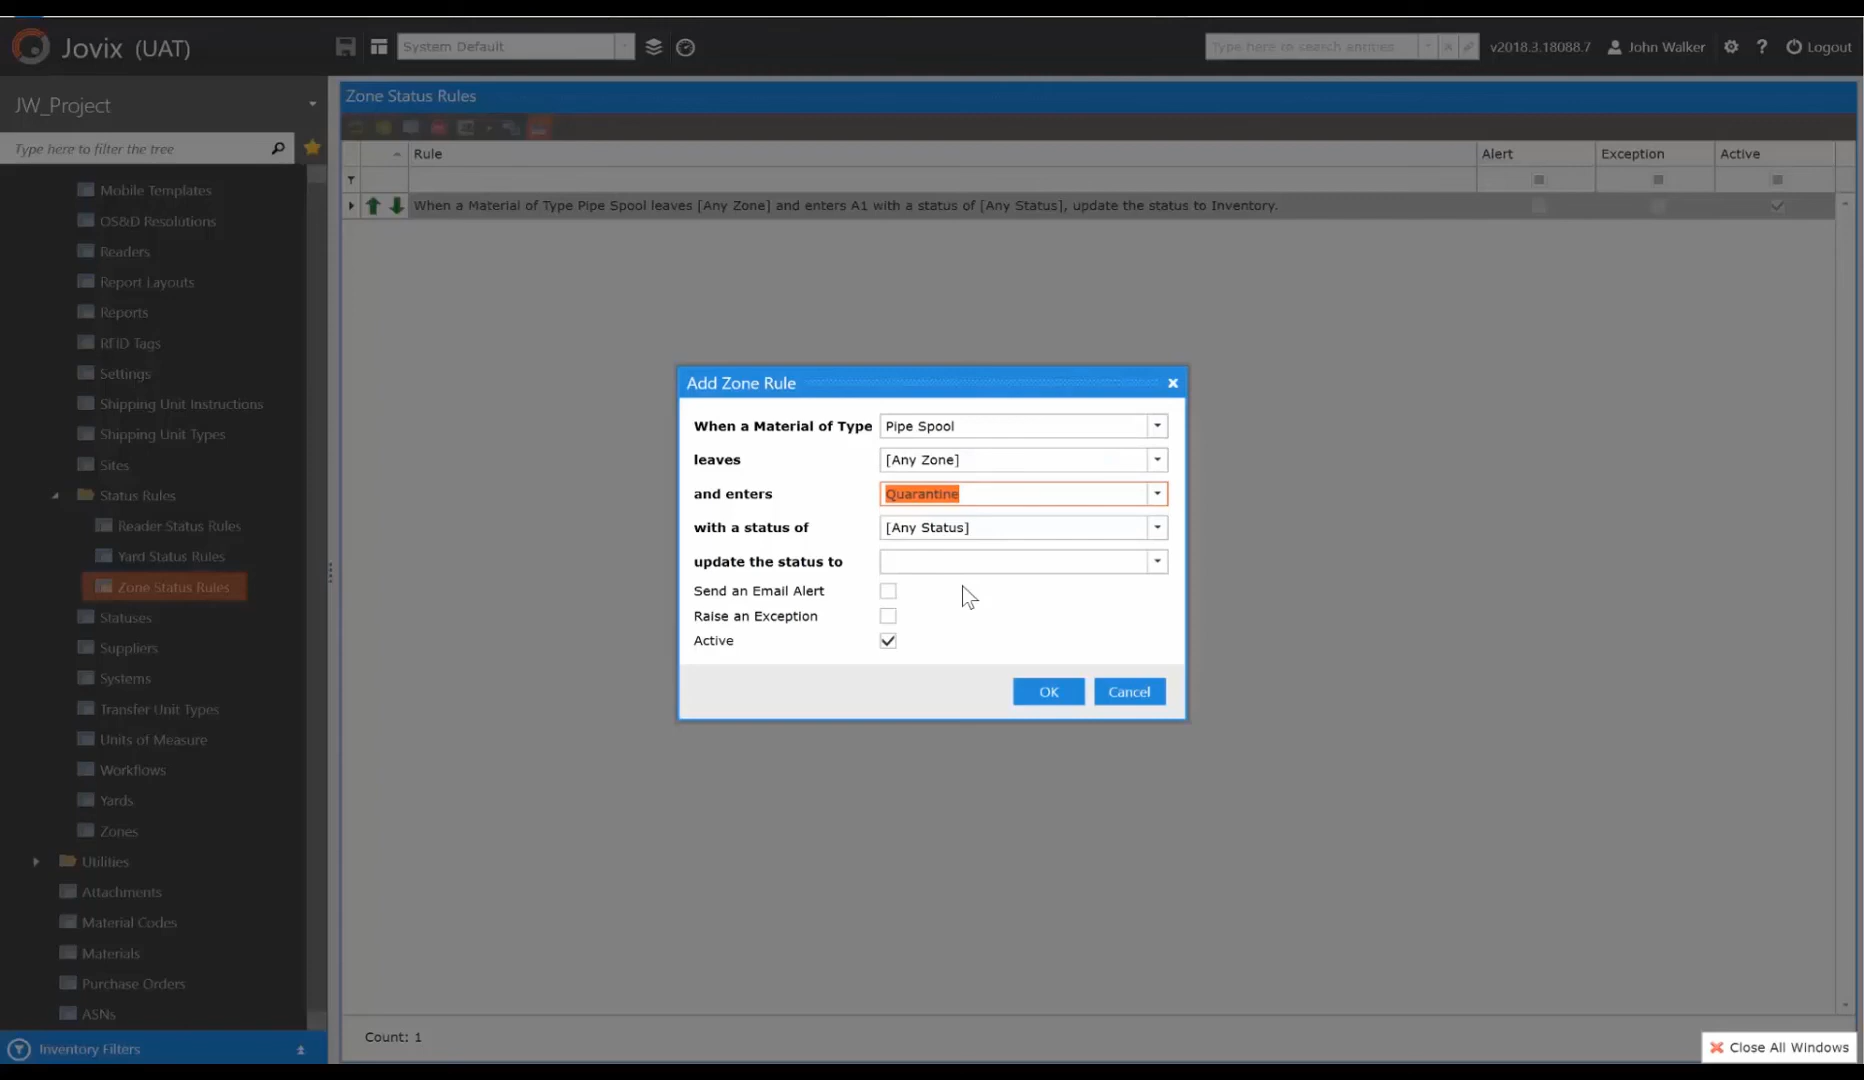 Jovix (UAT)
System Default
Type here to search entities
v2018.3.18088.7
John Walker
?
Logout
JW_Project
Type here to filter the tree
Mobile Templates
OS&D Resolutions
Readers
Report Layouts
Reports
RFID Tags
Settings
Shipping Unit Instructions
Shipping Unit Types
Sites
Status Rules
Reader Status Rules
Yard Status Rules
Zone Status Rules
Statuses
Suppliers
Systems
Transfer Unit Types
Units of Measure
Workflows
Yards
Zones
Utilities
Attachments
Material Codes
Materials
Purchase Orders
ASNs
Inventory Filters
Zone Status Rules
Rule Alert Exception Active
When a Material of Type Pipe Spool leaves [Any Zone] and enters A1 with a status of [Any Status], update the status to Inventory.
Add Zone Rule
When a Material of Type Pipe Spool
leaves [Any Zone]
and enters Quarantine
with a status of [Any Status]
update the status to
Send an Email Alert
Raise an Exception
Active
OK Cancel
Count: 1
Close All Windows